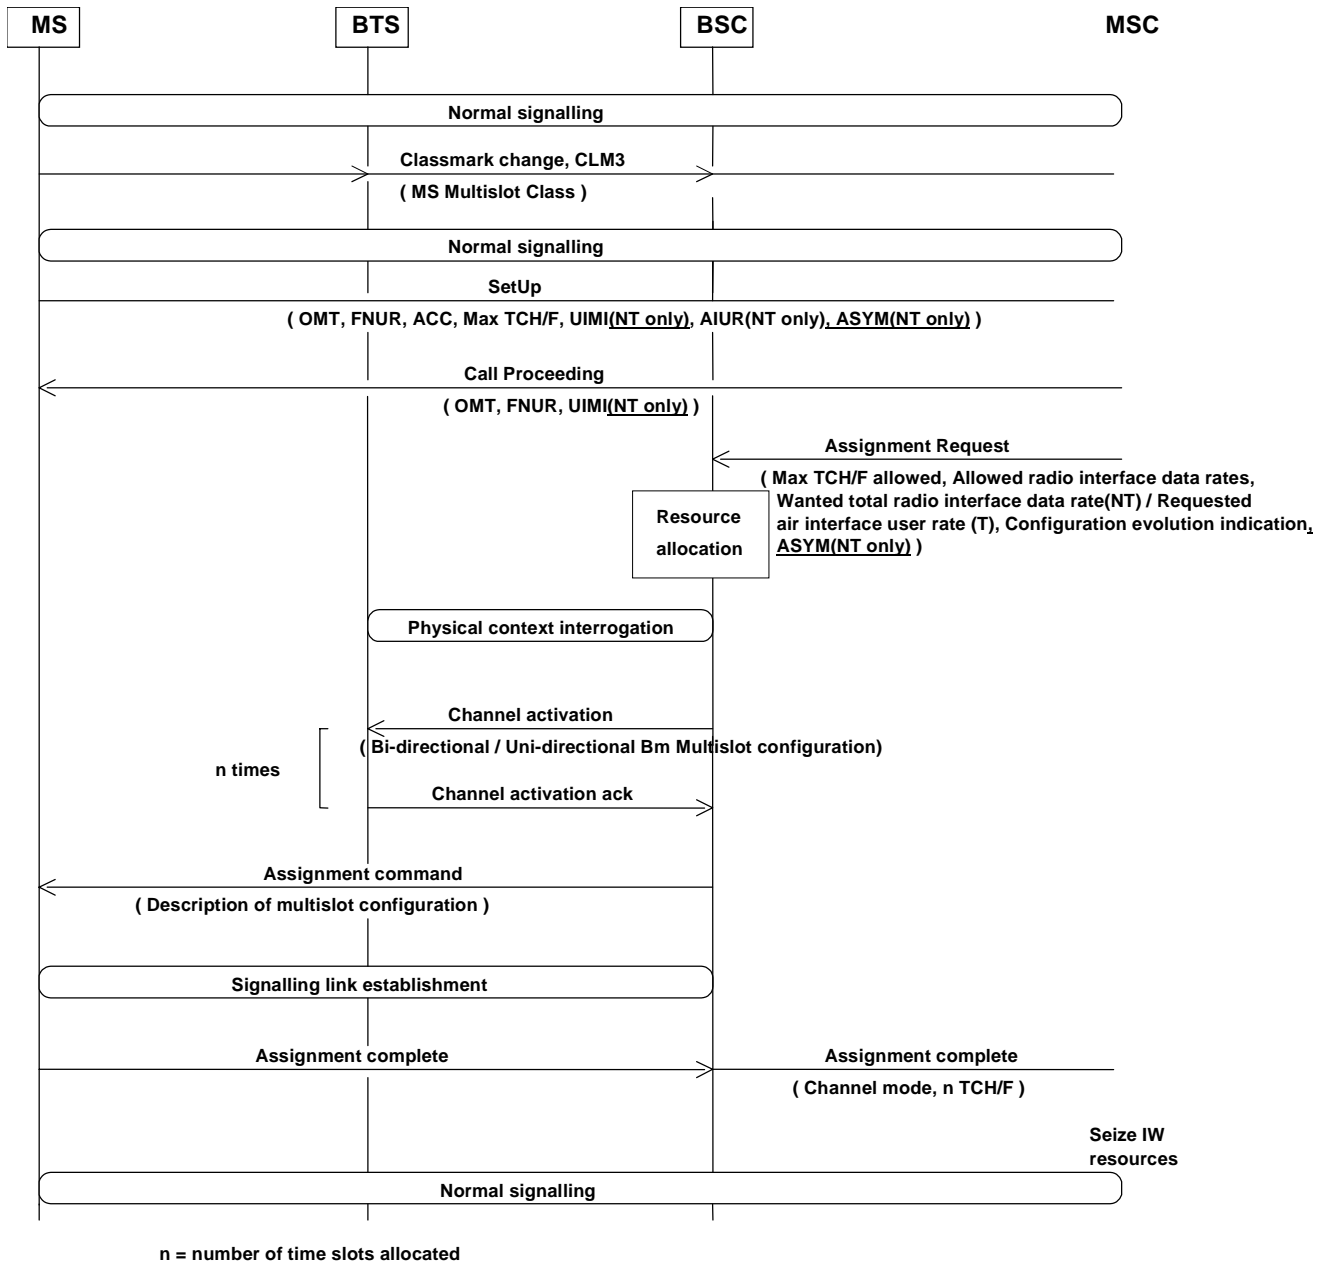 MS BTS BSC MSC
Normal signalling
Classmark change, CLM3
( MS Multislot Class )
Normal signalling
SetUp
( OMT, FNUR, ACC, Max TCH/F, UIMI(NT only), AIUR(NT only), ASYM(NT only) )
Call Proceeding
( OMT, FNUR, UIMI(NT only) )
Assignment Request
( Max TCH/F allowed, Allowed radio interface data rates,
Wanted total radio interface data rate(NT) / Requested
air interface user rate (T), Configuration evolution indication,
ASYM(NT only) )
Resource
allocation
Physical context interrogation
Channel activation
( Bi-directional / Uni-directional Bm Multislot configuration)
n times
Channel activation ack
Assignment command
( Description of multislot configuration )
Signalling link establishment
Assignment complete Assignment complete
( Channel mode, n TCH/F )
Seize IW
resources
Normal signalling
n = number of time slots allocated